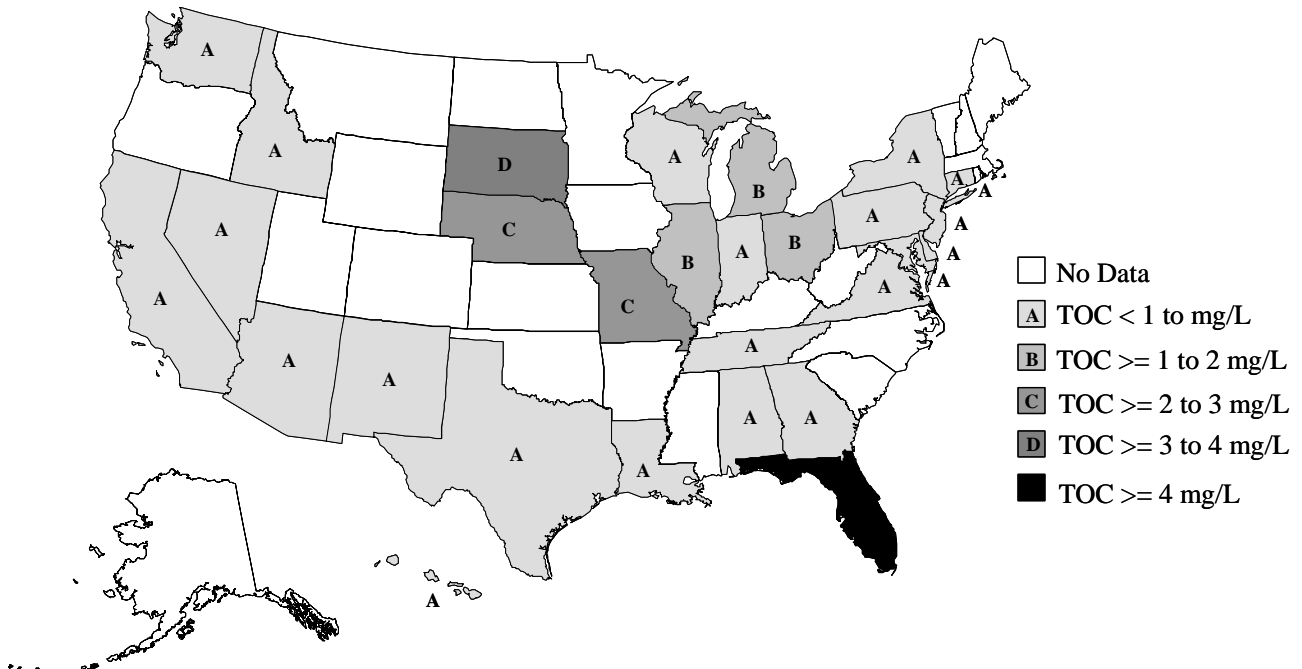 A
A
D
A
A
A
A
B
A
A
C
A
A
B
A
B
A
A
A
A
C
A
A
A
A
A
A
A
A
A
No Data
A TOC < 1 to mg/L
B TOC >= 1 to 2 mg/L
C TOC >= 2 to 3 mg/L
D TOC >= 3 to 4 mg/L
TOC >= 4 mg/L